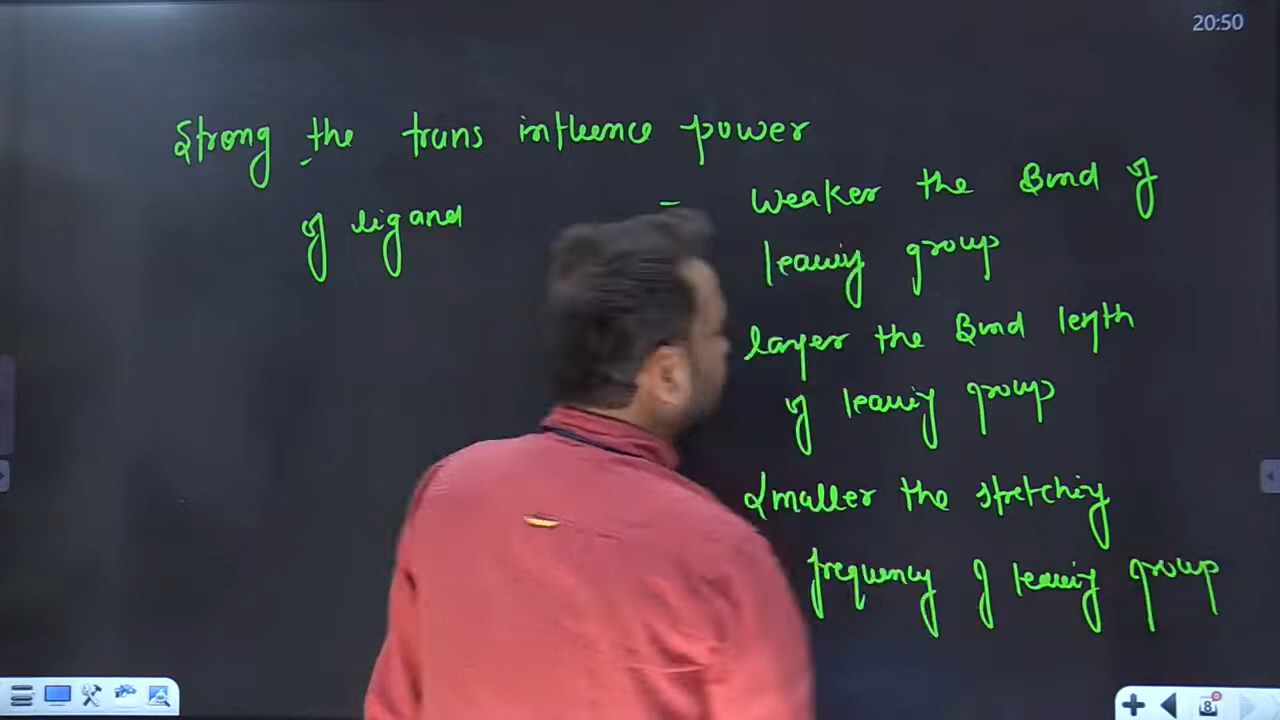 20:50
Strong the trans influence power
of ligand
- weaker the Bond of
leaving group
larger the Bond length
of leaving group
Smaller the stretching
frequency of leaving group
8